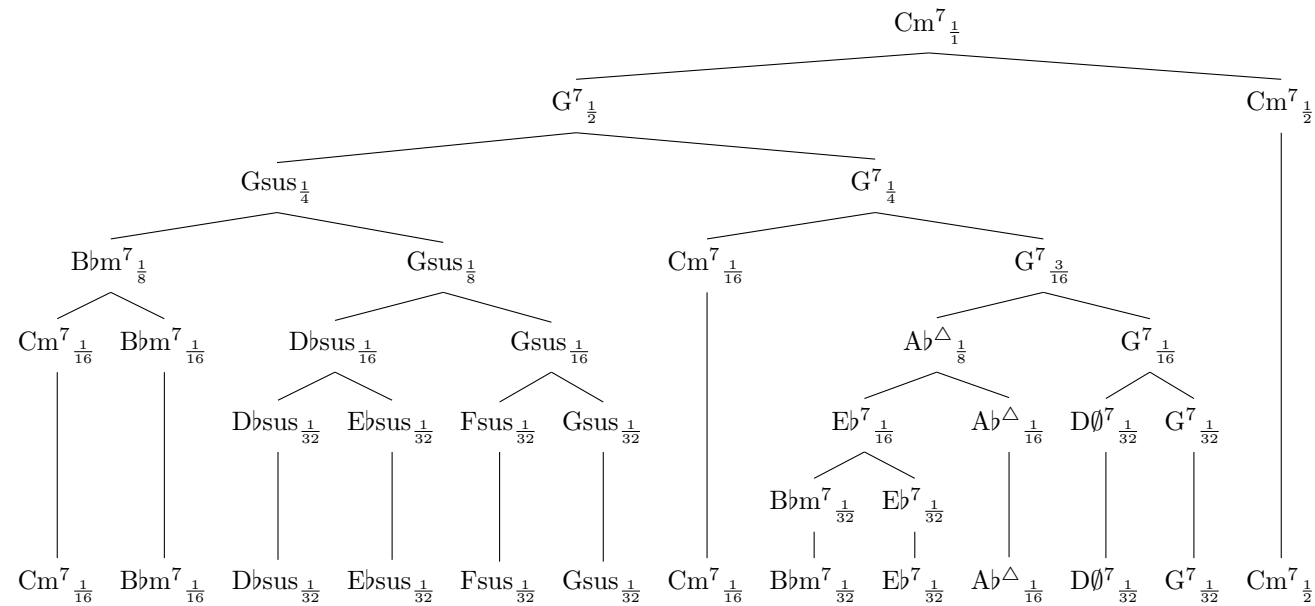 Cm⁷ 1/1
G⁷ 1/2 Cm⁷ 1/2
Gsus 1/4 G⁷ 1/4
B♭m⁷ 1/8 Gsus 1/8 Cm⁷ 1/16 G⁷ 3/16
Cm⁷ 1/16 B♭m⁷ 1/16 D♭sus 1/16 Gsus 1/16 A♭△ 1/8 G⁷ 1/16
D♭sus 1/32 E♭sus 1/32 Fsus 1/32 Gsus 1/32 E♭⁷ 1/16 A♭△ 1/16 D∅⁷ 1/32 G⁷ 1/32
B♭m⁷ 1/32 E♭⁷ 1/32
Cm⁷ 1/16 B♭m⁷ 1/16 D♭sus 1/32 E♭sus 1/32 Fsus 1/32 Gsus 1/32 Cm⁷ 1/16 B♭m⁷ 1/32 E♭⁷ 1/32 A♭△ 1/16 D∅⁷ 1/32 G⁷ 1/32 Cm⁷ 1/2